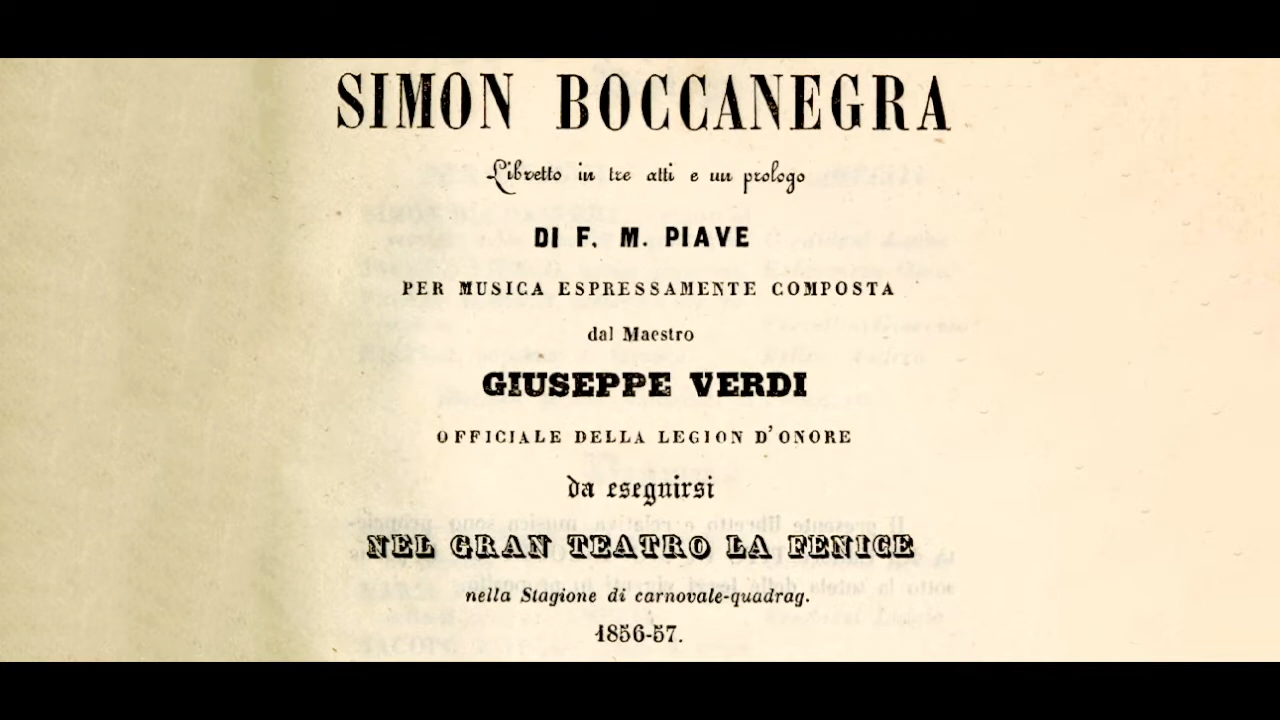 SIMON BOCCANEGRA
Libretto in tre atti e un prologo
DI F. M. PIAVE
PER MUSICA ESPRESSAMENTE COMPOSTA
dal Maestro
GIUSEPPE VERDI
OFFICIALE DELLA LEGION D'ONORE
da eseguirsi
NEL GRAN TEATRO LA FENICE
nella Stagione di carnovale-quadrag.
1856-57.